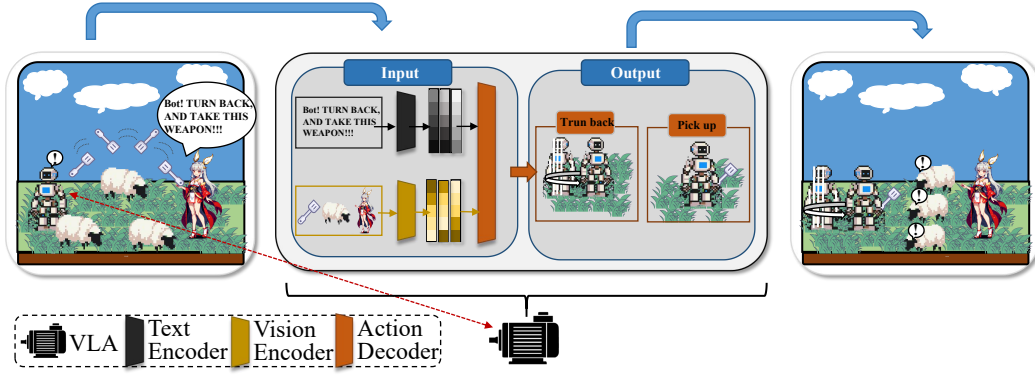 Input
Output
Bot! TURN BACK,
AND TAKE THIS
WEAPON!!!
!
Bot! TURN BACK,
AND TAKE THIS
WEAPON!!!
Trun back
Pick up
!
!
!
VLA
Text
Encoder
Vision
Encoder
Action
Decoder